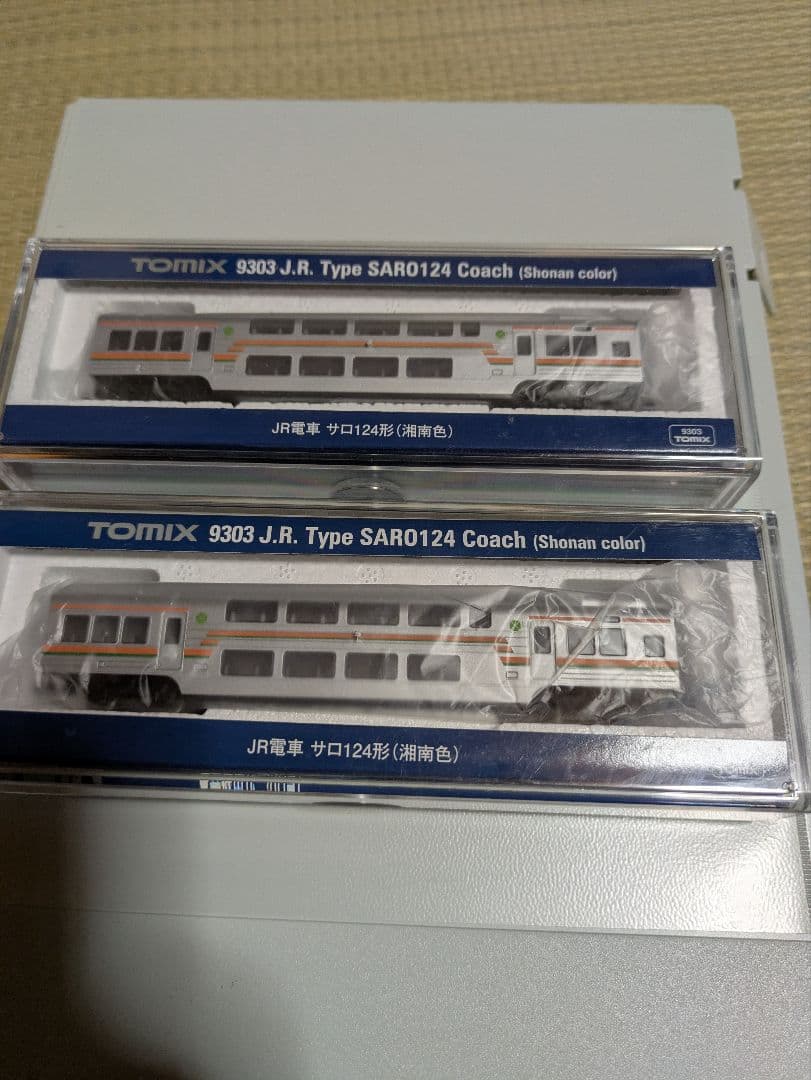 TOMIX 9303 J.R. Type SARO124 Coach (Shonan color)
JR電車 サロ124形(湘南色)
9303
TOMIX
TOMIX 9303 J.R. Type SARO124 Coach (Shonan color)
JR電車 サロ124形(湘南色)
TOMIX